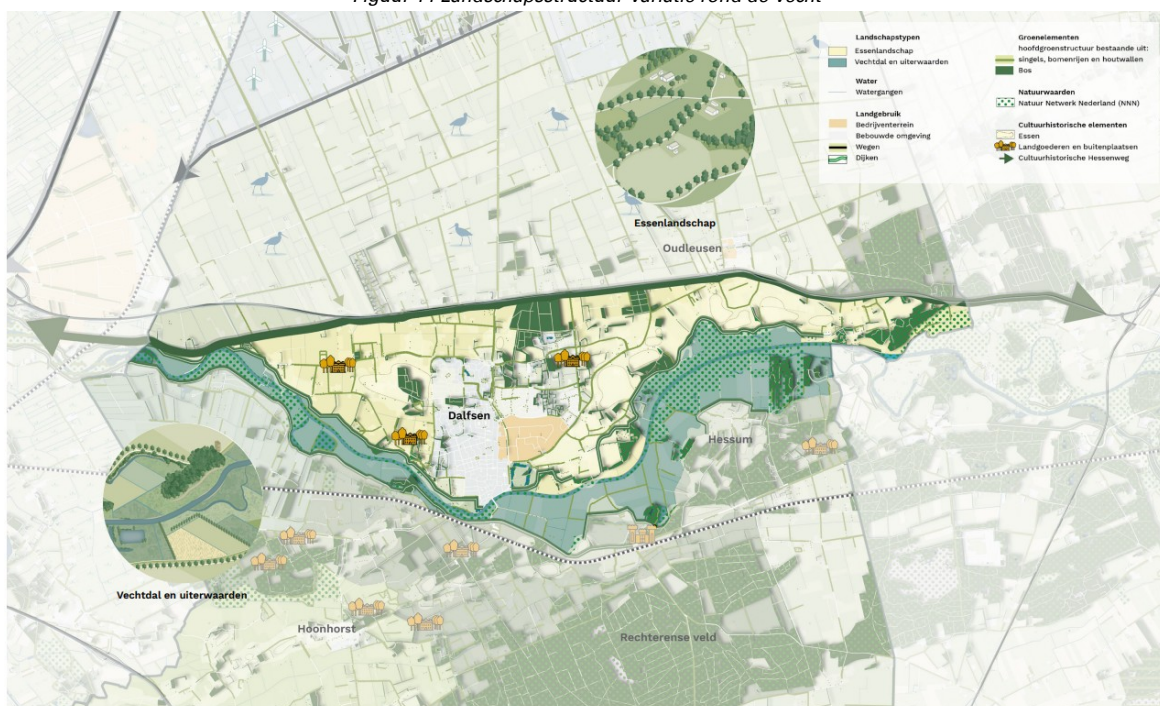 Figuur 7: Landschapsstructuur variatie rond de Vecht
Landschapstypen
Essenlandschap
Vechtdal en uiterwaarden
Water
Watergangen
Landgebruik
Bedrijventerrein
Bebouwde omgeving
Wegen
Dijken
Groenelementen
hoofdgroenstructuur bestaande uit:
singels, bomenrijen en houtwallen
Bos
Natuurwaarden
Natuur Netwerk Nederland (NNN)
Cultuurhistorische elementen
Essen
Landgoederen en buitenplaatsen
Cultuurhistorische Hessenweg
Essenlandschap
Oudleusen
Dalfsen
Hessum
Vechtdal en uiterwaarden
Hoonhorst
Rechterense veld